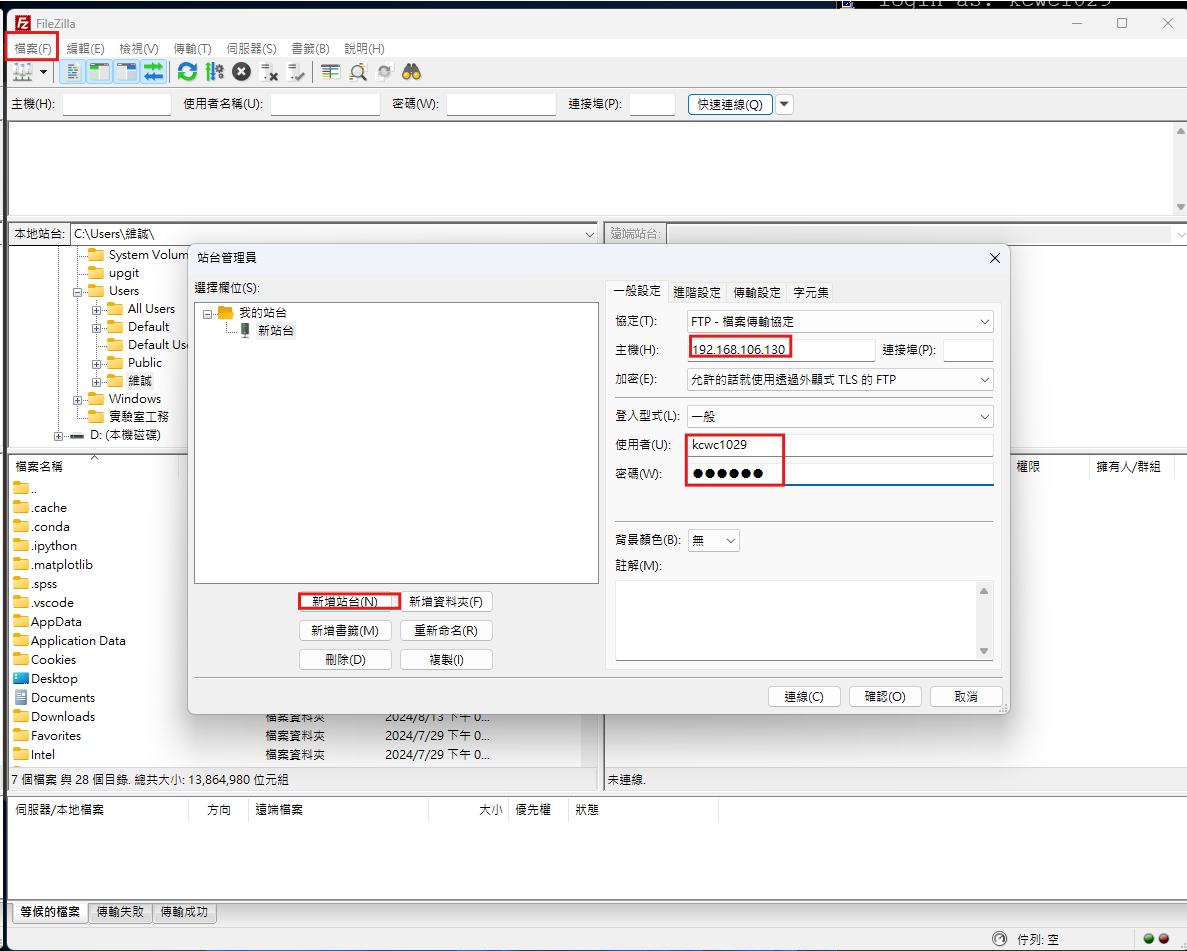 login as: kcwc1029
FileZilla
檔案(F) 編輯(E) 檢視(V) 傳輸(T) 伺服器(S) 書籤(B) 說明(H)
主機(H): 使用者名稱(U): 密碼(W): 連接埠(P): 快速連線(Q)
本地站台: C:\Users\維誠\ 遠端站台:
System Volum
upgit
Users
All Users
Default
Default Use
Public
維誠
Windows
實驗室工務
D: (本機磁碟)
檔案名稱
..
.cache
.conda
.ipython
.matplotlib
.spss
.vscode
AppData
Application Data
Cookies
Desktop
Documents
Downloads 檔案資料夾 2024/8/13 下午 0...
Favorites 檔案資料夾 2024/7/29 下午 0...
Intel 檔案資料夾 2024/7/29 下午 0...
7 個檔案 與 28 個目錄. 總共大小: 13,864,980 位元組
權限 擁有人/群組
未連線.
站台管理員
選擇欄位(S):
我的站台
新站台
新增站台(N) 新增資料夾(F)
新增書籤(M) 重新命名(R)
刪除(D) 複製(I)
一般設定 進階設定 傳輸設定 字元集
協定(T): FTP - 檔案傳輸協定
主機(H): 192.168.106.130 連接埠(P):
加密(E): 允許的話就使用透過外顯式 TLS 的 FTP
登入型式(L): 一般
使用者(U): kcwc1029
密碼(W): ●●●●●●
背景顏色(B): 無
註解(M):
連線(C) 確認(O) 取消
伺服器/本地檔案 方向 遠端檔案 大小 優先權 狀態
等候的檔案 傳輸失敗 傳輸成功
佇列: 空